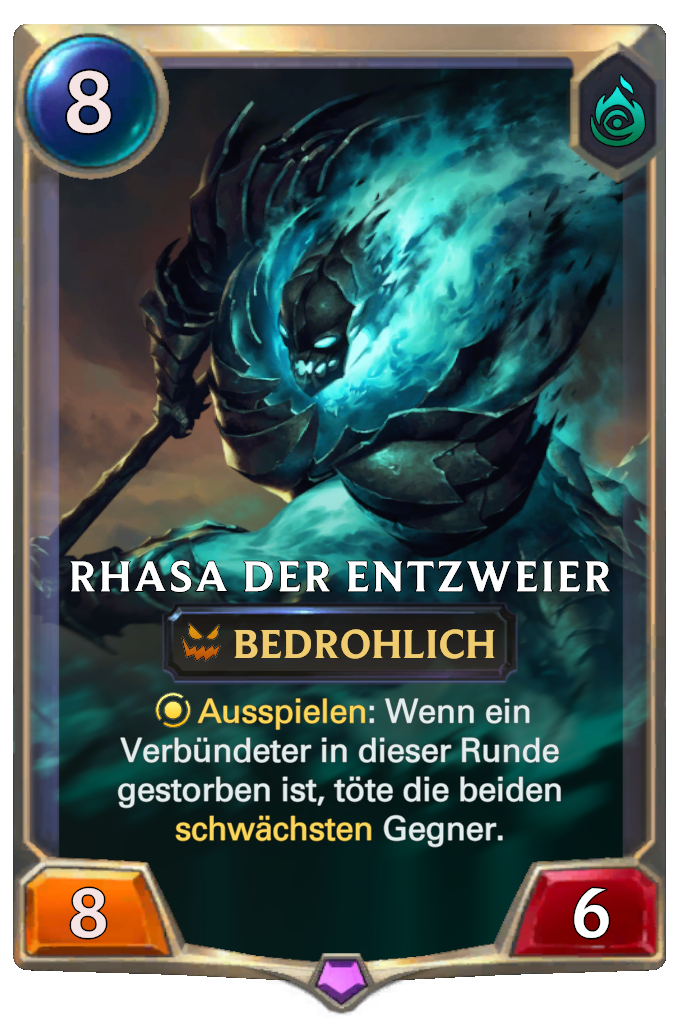 8
RHASA DER ENTZWEIER
BEDROHLICH
Ausspielen: Wenn ein
Verbündeter in dieser Runde
gestorben ist, töte die beiden
schwächsten Gegner.
8
6